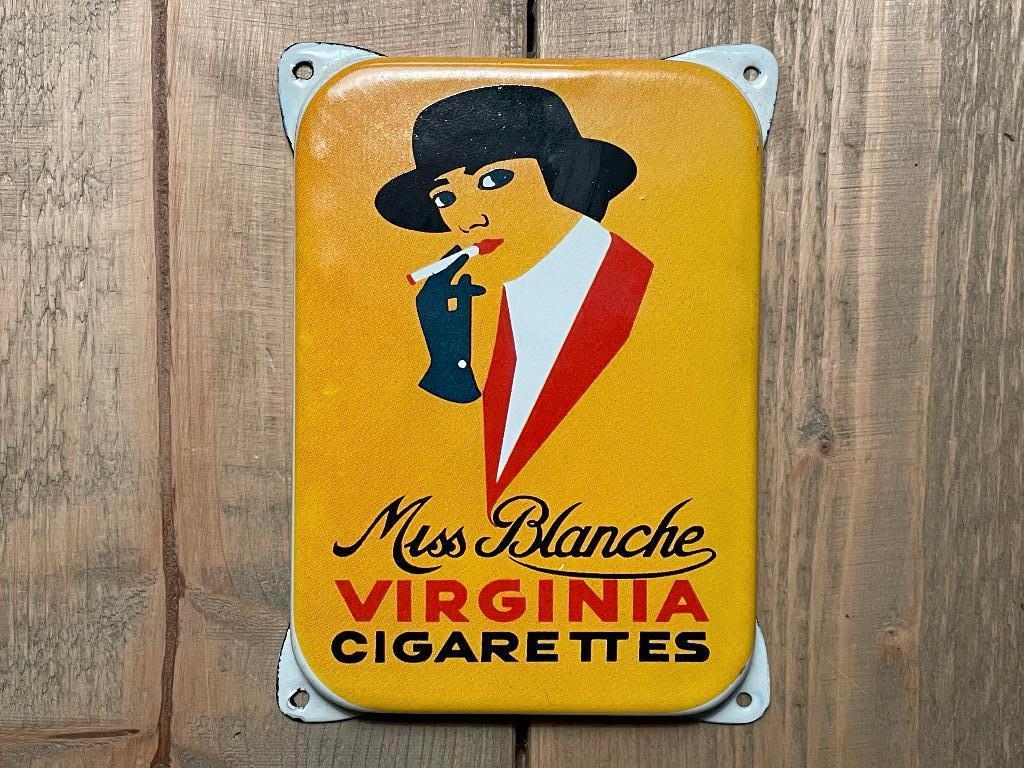 Miss Blanche
VIRGINIA
CIGARETTES